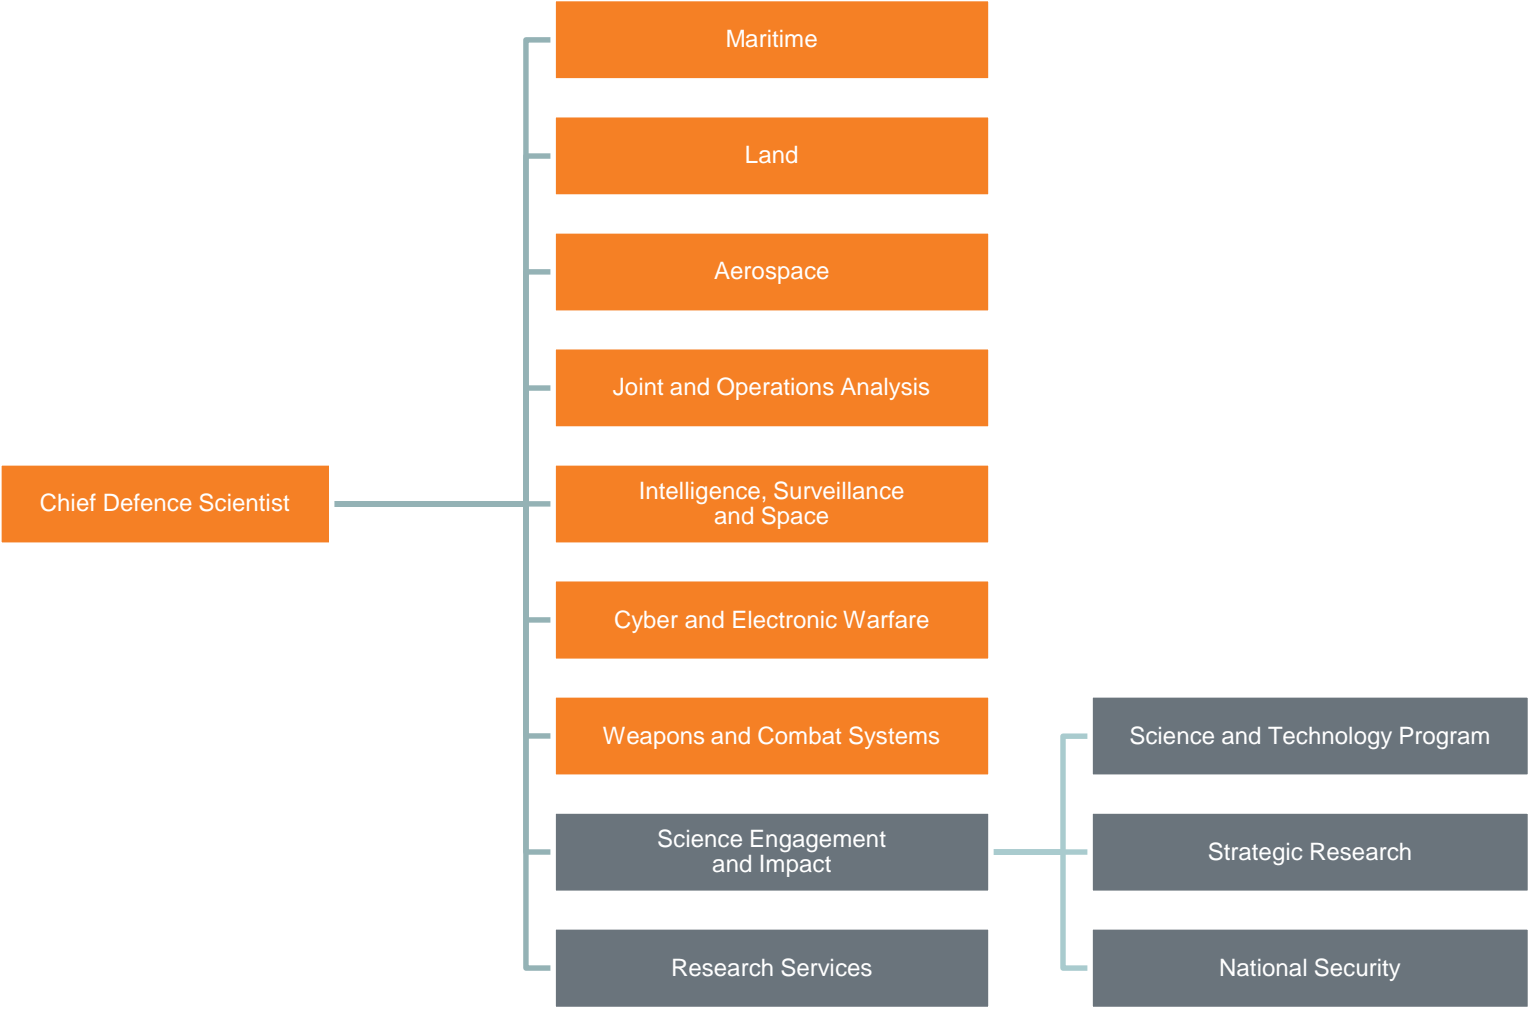 Maritime
Land
Aerospace
Joint and Operations Analysis
Chief Defence Scientist
Intelligence, Surveillance
and Space
Cyber and Electronic Warfare
Weapons and Combat Systems
Science and Technology Program
Science Engagement
and Impact
Strategic Research
Research Services
National Security